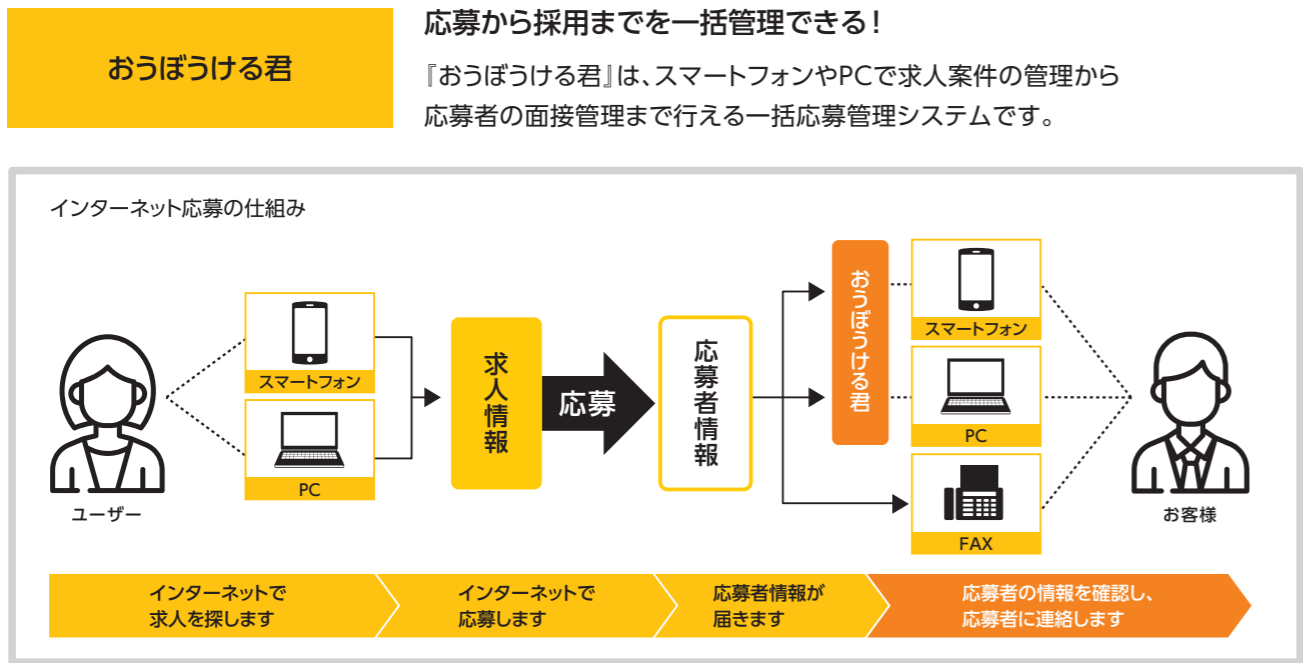 おうぼうける君
応募から採用までを一括管理できる！
『おうぼうける君』は、スマートフォンやPCで求人案件の管理から
応募者の面接管理まで行える一括応募管理システムです。
インターネット応募の仕組み
ユーザー
スマートフォン
PC
求人情報
応募
応募者情報
おうぼうける君
スマートフォン
PC
FAX
お客様
インターネットで
求人を探します
インターネットで
応募します
応募者情報が
届きます
応募者の情報を確認し、
応募者に連絡します